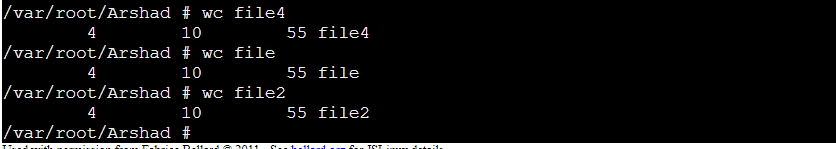 /var/root/Arshad # wc file4
        4        10        55 file4
/var/root/Arshad # wc file
        4        10        55 file
/var/root/Arshad # wc file2
        4        10        55 file2
/var/root/Arshad #
Used with permission from Fabrice Bellard © 2011 - See bellard.org for JSLinux details